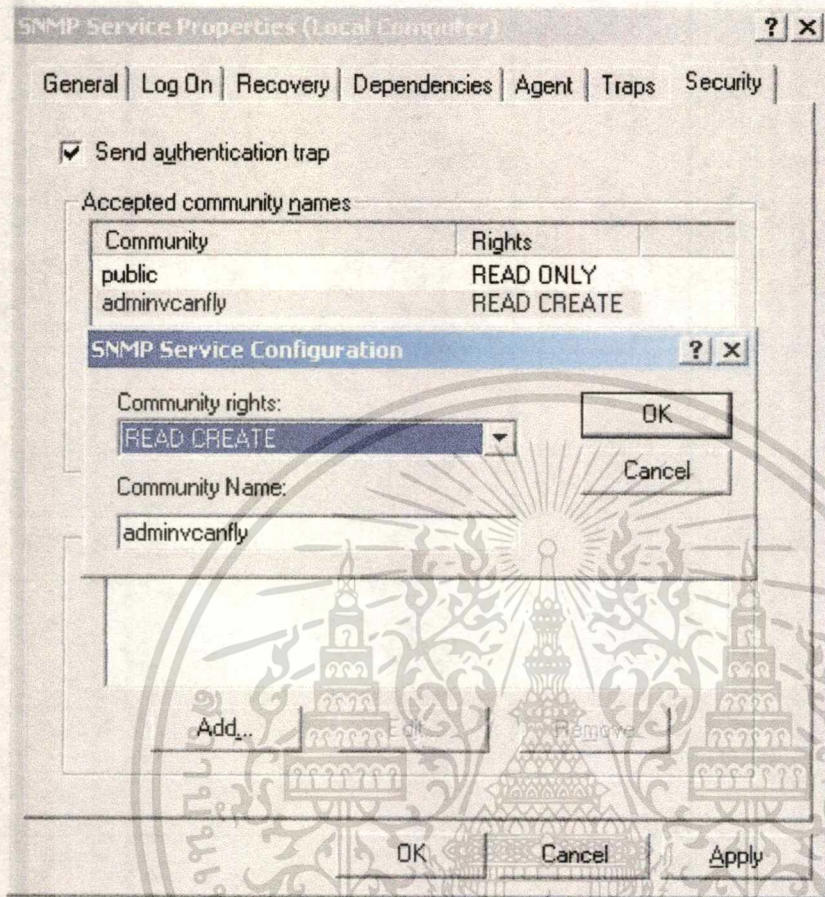 SNMP Service Properties (Local Computer)
General Log On Recovery Dependencies Agent Traps Security
Send authentication trap
Accepted community names
Community Rights
public READ ONLY
adminvcanfly READ CREATE
SNMP Service Configuration
Community rights:
READ CREATE
OK
Cancel
Community Name:
adminvcanfly
Add... Edit... Remove
OK Cancel Apply